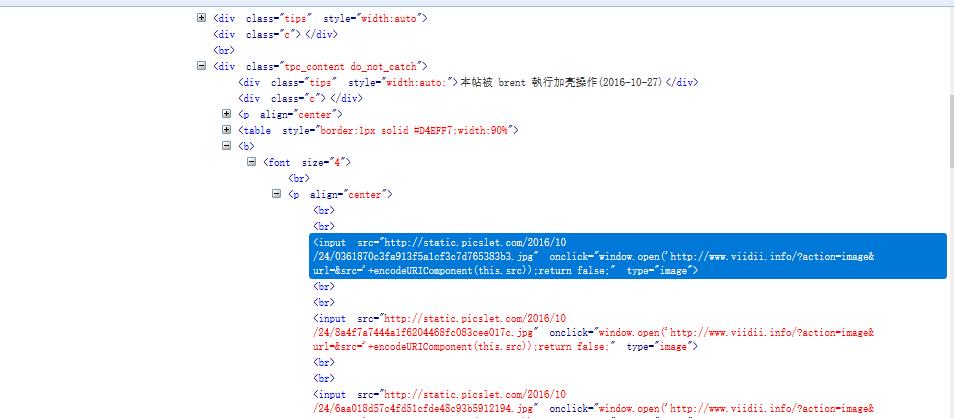 <div class="tips" style="width:auto">
<div class="c"></div>
<br>
<div class="tpc_content do_not_catch">
<div class="tips" style="width:auto;">本帖被 brent 執行加亮操作(2016-10-27)</div>
<div class="c"></div>
<p align="center">
<table style="border:1px solid #D4EFF7;width:90%">
<b>
<font size="4">
<br>
<p align="center">
<br>
<br>
<input src="http://static.picslet.com/2016/10
/24/0361870c3fa913f5a1cf3c7d765383b3.jpg" onclick="window.open('http://www.viidii.info/?action=image&
url=&src='+encodeURIComponent(this.src));return false;" type="image">
<br>
<br>
<input src="http://static.picslet.com/2016/10
/24/8a4f7a7444a1f6204468fc083cee017c.jpg" onclick="window.open('http://www.viidii.info/?action=image&
url=&src='+encodeURIComponent(this.src));return false;" type="image">
<br>
<br>
<input src="http://static.picslet.com/2016/10
/24/6aa018d57c4fd51cfde48c93b5912194.jpg" onclick="window.open('http://www.viidii.info/?action=image&